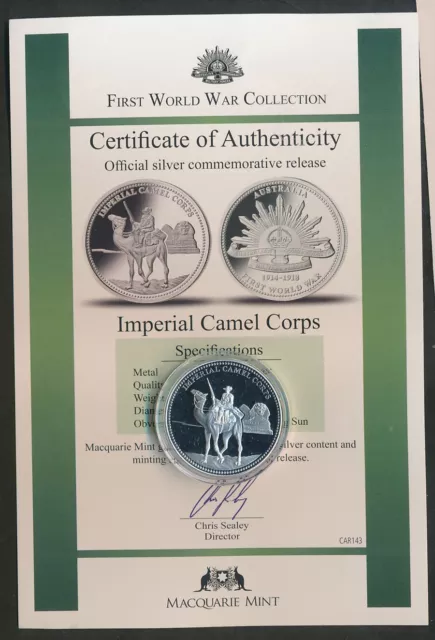 FIRST WORLD WAR COLLECTION
Certificate of Authenticity
Official silver commemorative release
IMPERIAL CAMEL CORPS
AUSTRALIA
1914-1918
FIRST WORLD WAR
Imperial Camel Corps
Specifications
Metal
Quality
Weight
Diam
Obv Sun
IMPERIAL CAMEL CORPS
Macquarie Mint g silver content and
minting release.
Chris Sealey
Director
CAR143
MACQUARIE MINT